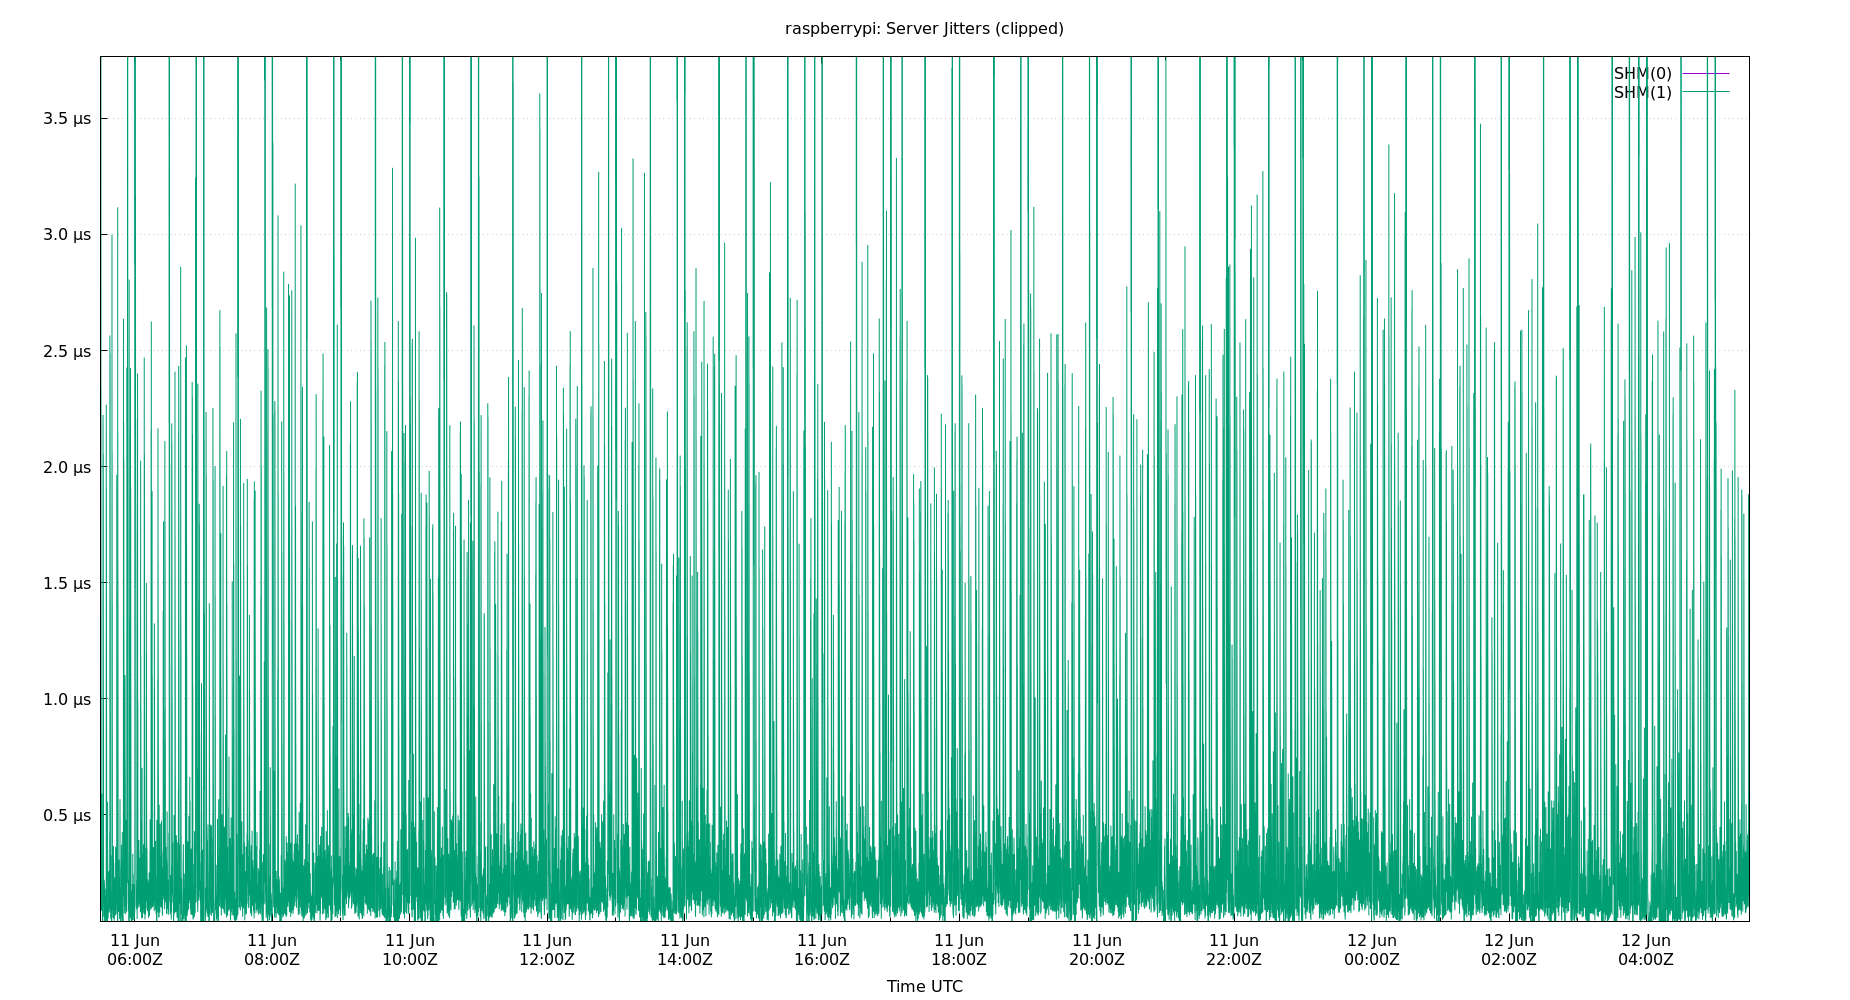 raspberrypi: Server Jitters (clipped)
SHM(0)
SHM(1)
3.5 µs
3.0 µs
2.5 µs
2.0 µs
1.5 µs
1.0 µs
0.5 µs
11 Jun 11 Jun 11 Jun 11 Jun 11 Jun 11 Jun 11 Jun 11 Jun 11 Jun 12 Jun 12 Jun 12 Jun
06:00Z 08:00Z 10:00Z 12:00Z 14:00Z 16:00Z 18:00Z 20:00Z 22:00Z 00:00Z 02:00Z 04:00Z
Time UTC